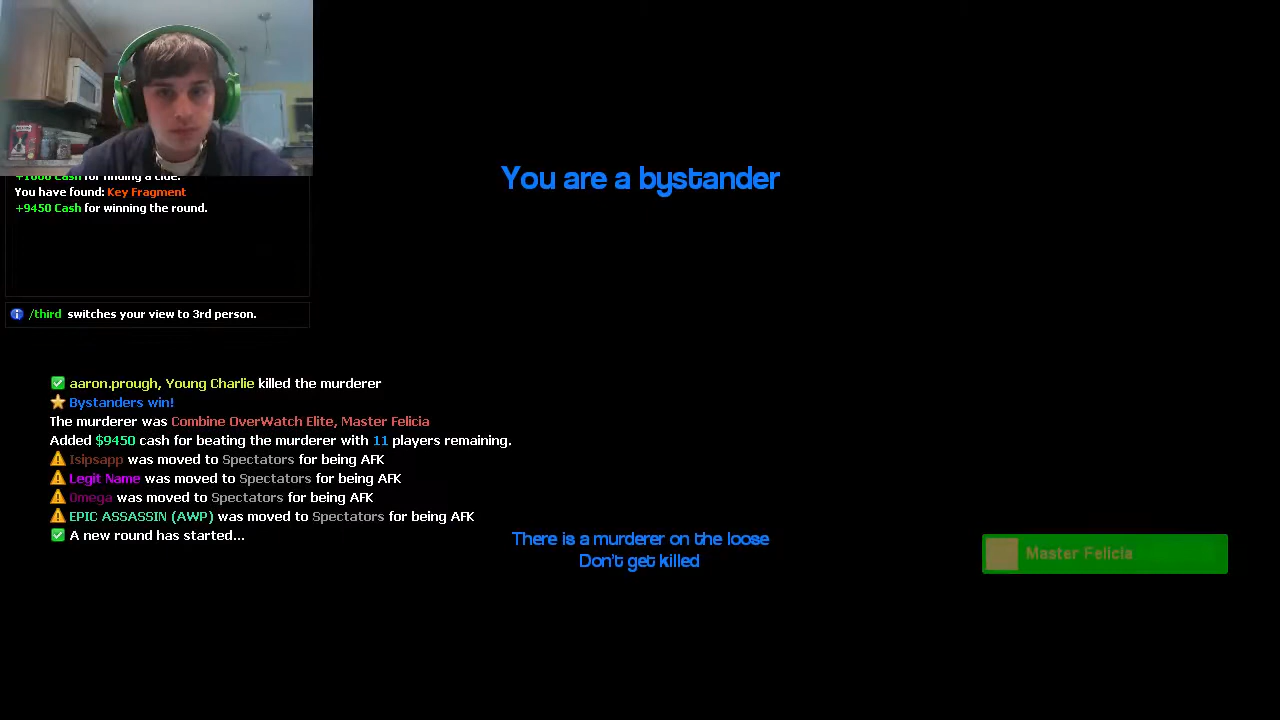 You are a bystander
+1000 Cash for finding a clue.
You have found: Key Fragment
+9450 Cash for winning the round.
/third switches your view to 3rd person.
aaron.prough, Young Charlie killed the murderer
Bystanders win!
The murderer was Combine OverWatch Elite, Master Felicia
Added $9450 cash for beating the murderer with 11 players remaining.
Isipsapp was moved to Spectators for being AFK
Legit Name was moved to Spectators for being AFK
Omega was moved to Spectators for being AFK
EPIC ASSASSIN (AWP) was moved to Spectators for being AFK
A new round has started...
There is a murderer on the loose
Don't get killed
Master Felicia